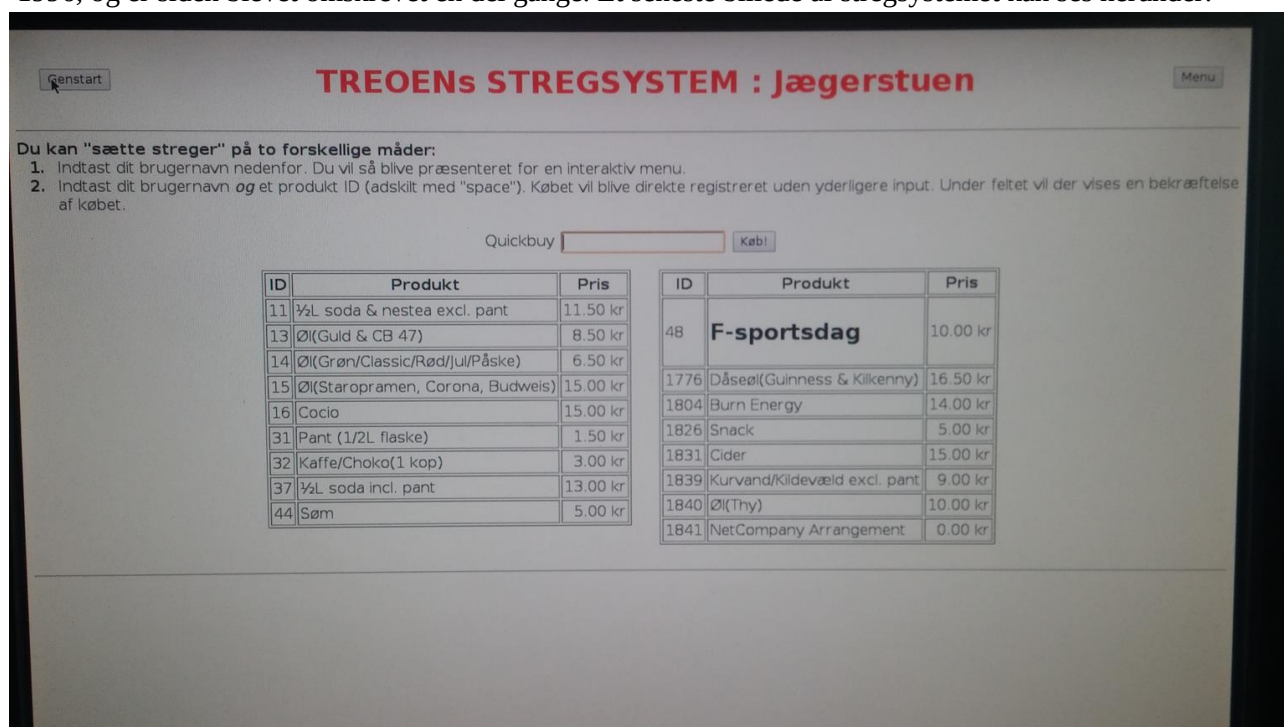 Genstart
TREOENs STREGSYSTEM : Jægerstuen
Menu
Du kan "sætte streger" på to forskellige måder:
1. Indtast dit brugernavn nedenfor. Du vil så blive præsenteret for en interaktiv menu.
2. Indtast dit brugernavn og et produkt ID (adskilt med "space"). Købet vil blive direkte registreret uden yderligere input. Under feltet vil der vises en bekræftelse
af købet.
Quickbuy Køb!
ID Produkt Pris
11 ½L soda & nestea excl. pant 11.50 kr
13 Øl(Guld & CB 47) 8.50 kr
14 Øl(Grøn/Classic/Rød/Jul/Påske) 6.50 kr
15 Øl(Staropramen, Corona, Budweis) 15.00 kr
16 Cocio 15.00 kr
31 Pant (1/2L flaske) 1.50 kr
32 Kaffe/Choko(1 kop) 3.00 kr
37 ½L soda incl. pant 13.00 kr
44 Søm 5.00 kr
ID Produkt Pris
48 F-sportsdag 10.00 kr
1776 Dåseøl(Guinness & Kilkenny) 16.50 kr
1804 Burn Energy 14.00 kr
1826 Snack 5.00 kr
1831 Cider 15.00 kr
1839 Kurvand/Kildevæld excl. pant 9.00 kr
1840 Øl(Thy) 10.00 kr
1841 NetCompany Arrangement 0.00 kr